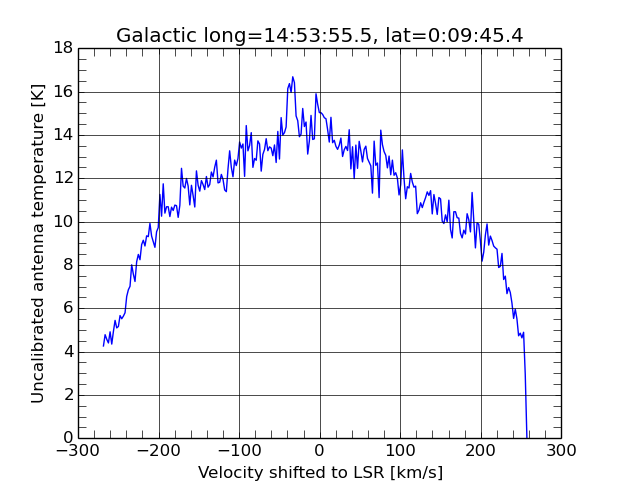 Galactic long=14:53:55.5, lat=0:09:45.4
18
16
14
12
10
8
6
4
2
0
Uncalibrated antenna temperature [K]
−300 −200 −100 0 100 200 300
Velocity shifted to LSR [km/s]